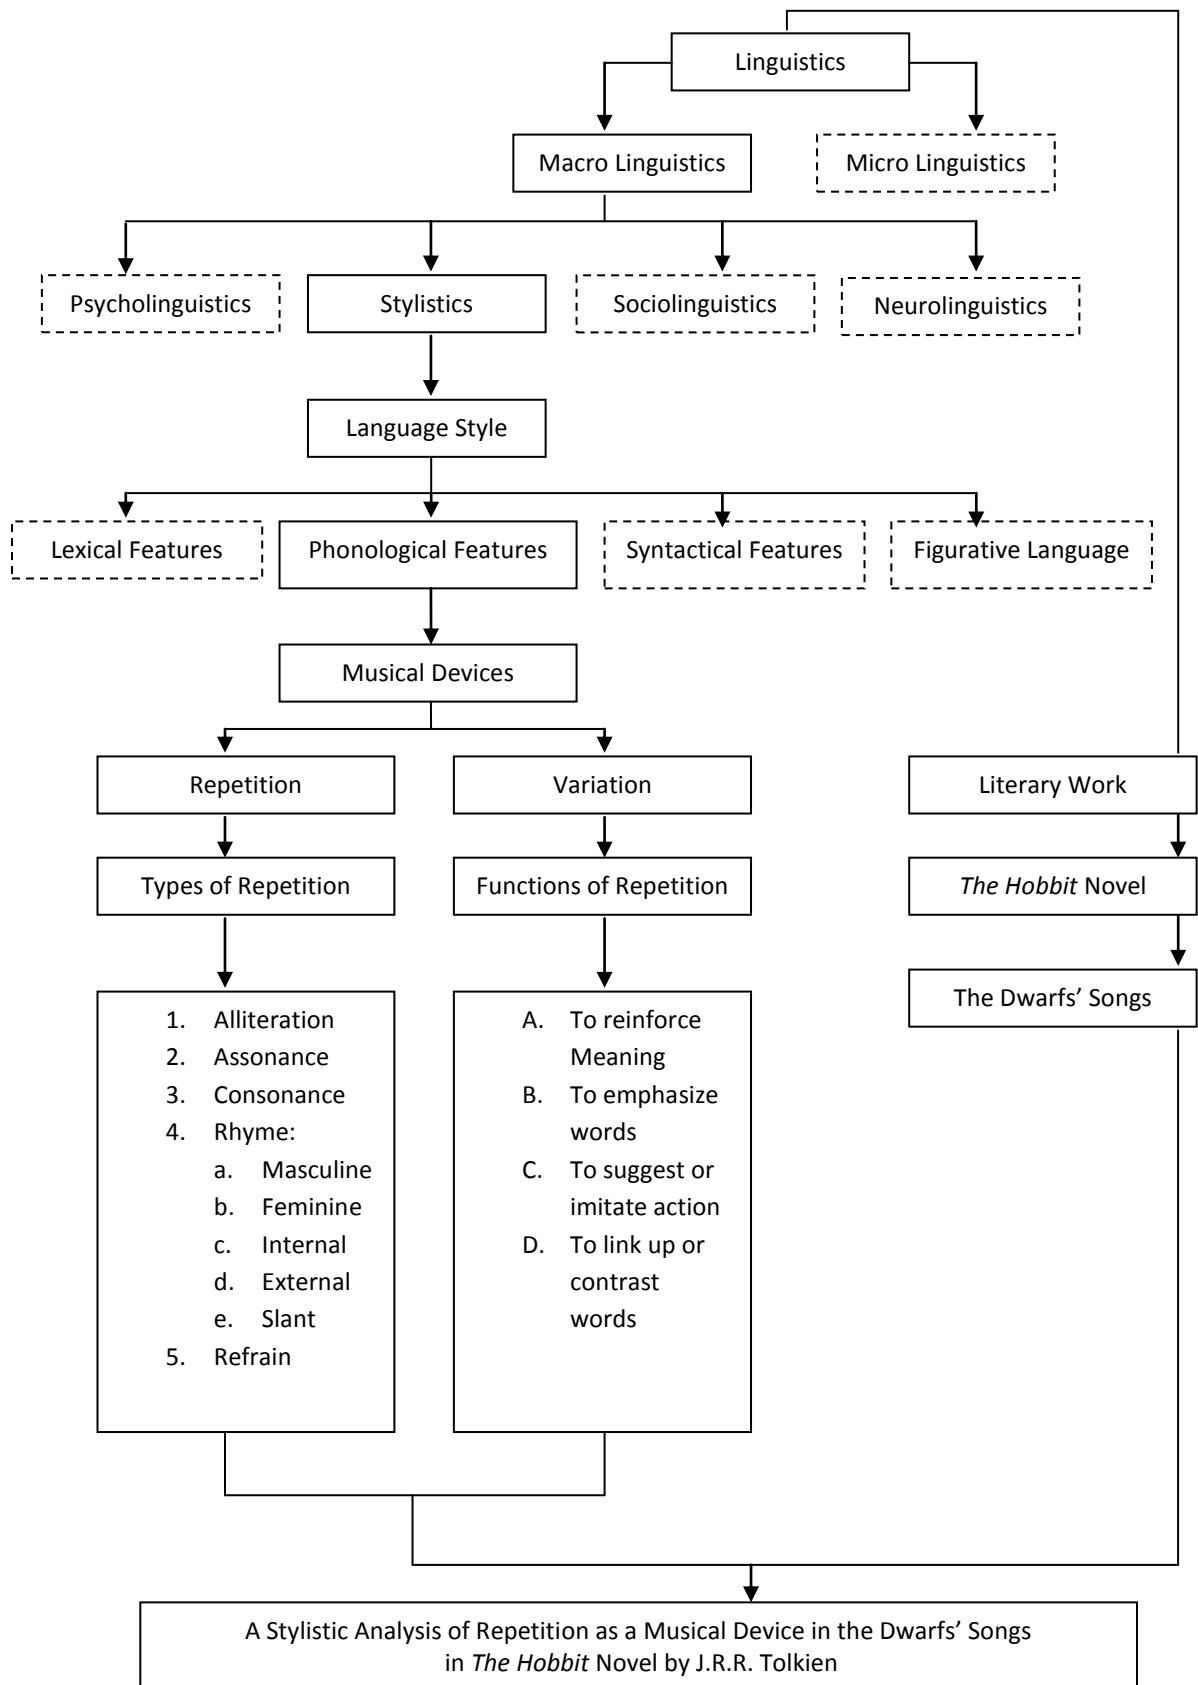 Linguistics
Macro Linguistics
Micro Linguistics
Psycholinguistics
Stylistics
Sociolinguistics
Neurolinguistics
Language Style
Lexical Features
Phonological Features
Syntactical Features
Figurative Language
Musical Devices
Repetition
Variation
Literary Work
Types of Repetition
Functions of Repetition
The Hobbit Novel
The Dwarfs’ Songs
1. Alliteration
2. Assonance
3. Consonance
4. Rhyme:
a. Masculine
b. Feminine
c. Internal
d. External
e. Slant
5. Refrain
A. To reinforce
Meaning
B. To emphasize
words
C. To suggest or
imitate action
D. To link up or
contrast
words
A Stylistic Analysis of Repetition as a Musical Device in the Dwarfs’ Songs
in The Hobbit Novel by J.R.R. Tolkien